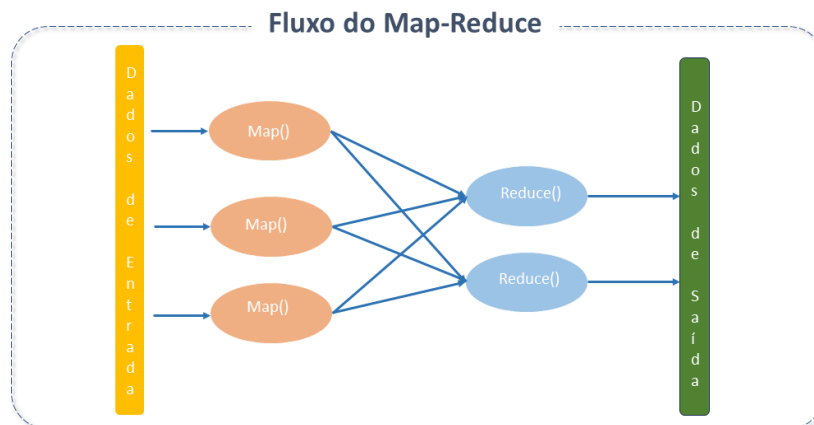 Fluxo do Map-Reduce
Dados de Entrada
Map()
Map()
Map()
Reduce()
Reduce()
Dados de Saída